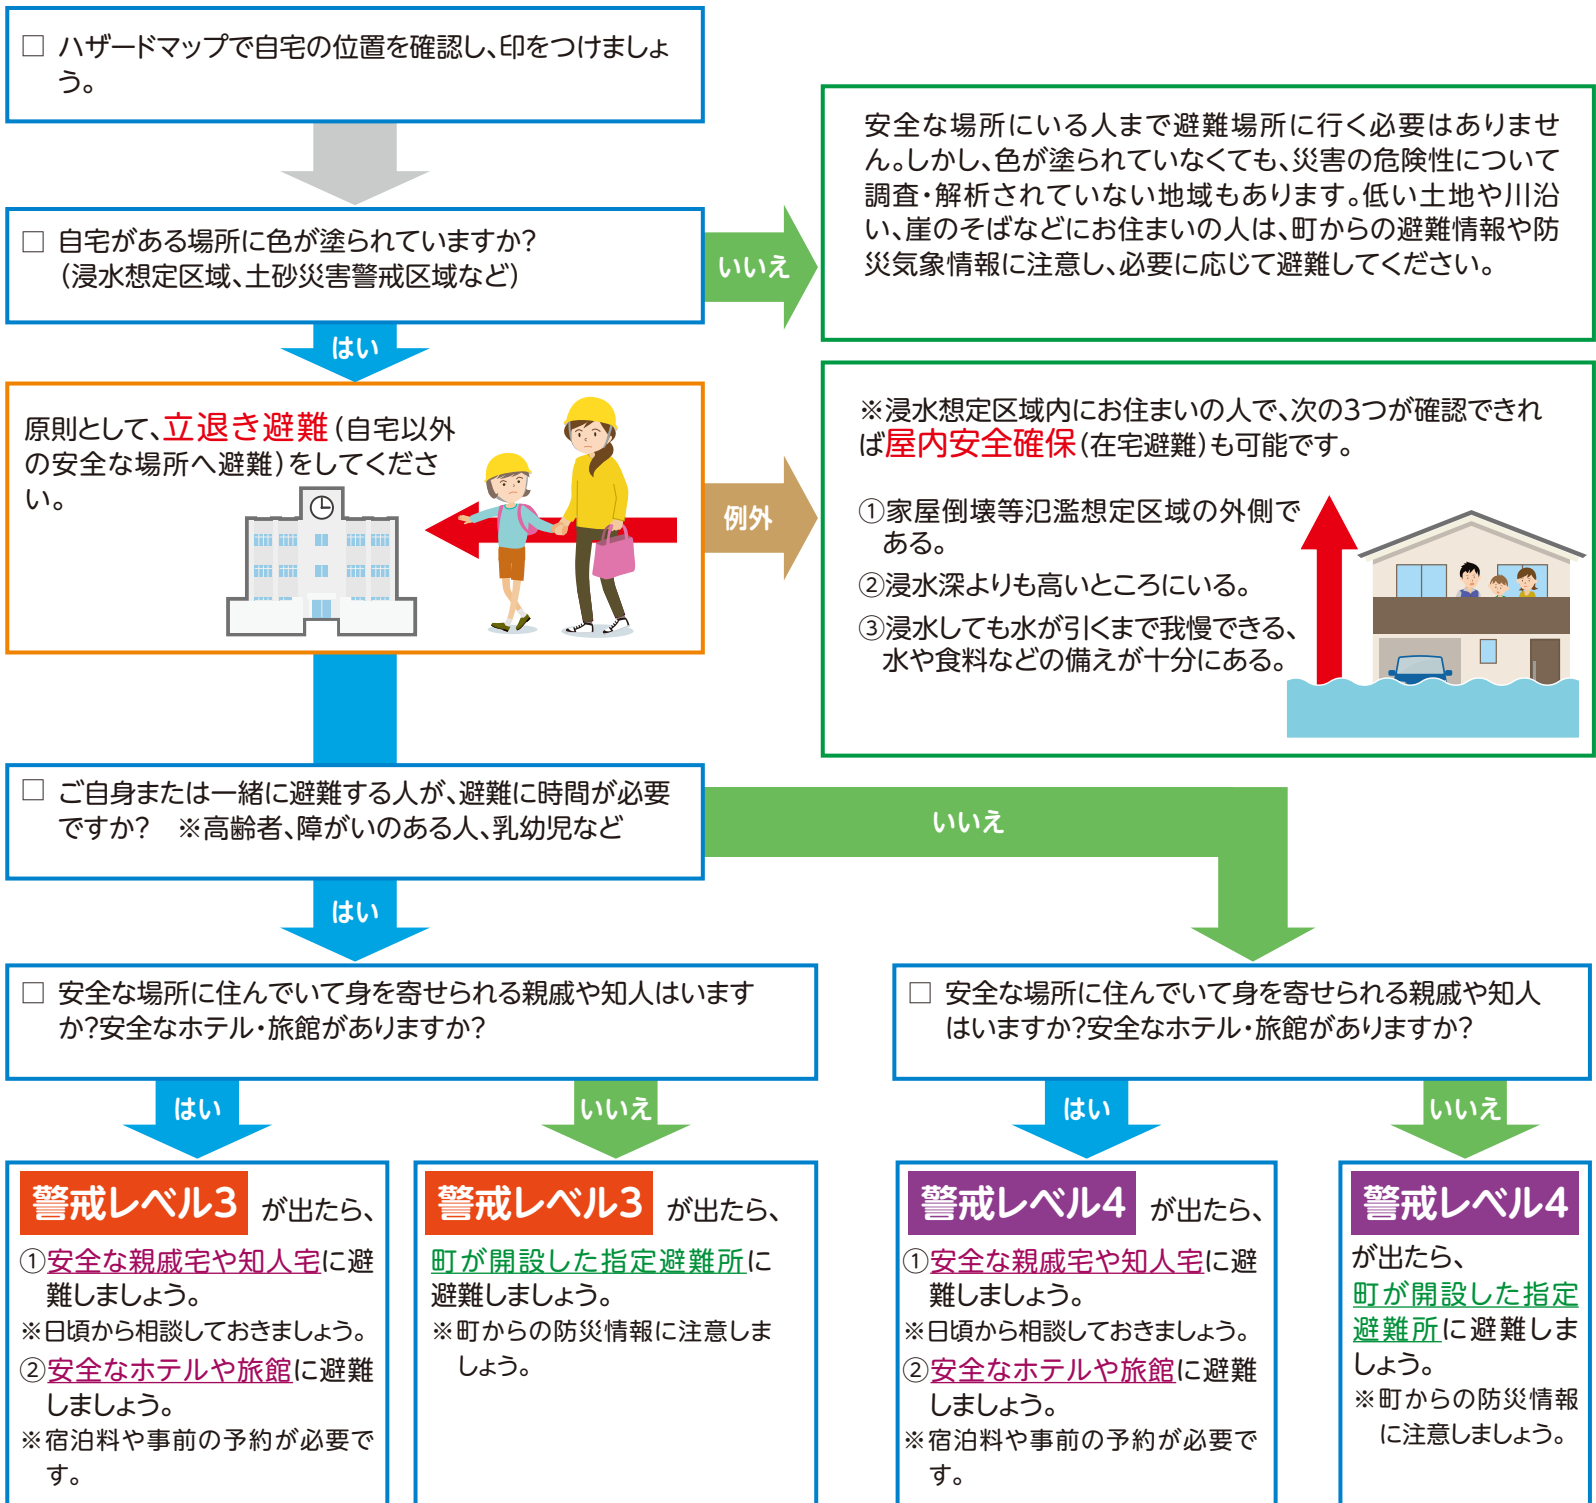 □ ハザードマップで自宅の位置を確認し、印をつけましょ
う。
□ 自宅がある場所に色が塗られていますか?
(浸水想定区域、土砂災害警戒区域など)
いいえ
安全な場所にいる人まで避難場所に行く必要はありませ
ん。しかし、色が塗られていなくても、災害の危険性について
調査・解析されていない地域もあります。低い土地や川沿
い、崖のそばなどにお住まいの人は、町からの避難情報や防
災気象情報に注意し、必要に応じて避難してください。
はい
原則として、立退き避難(自宅以外
の安全な場所へ避難)をしてくださ
い。
例外
※浸水想定区域内にお住まいの人で、次の3つが確認できれ
ば屋内安全確保(在宅避難)も可能です。
①家屋倒壊等氾濫想定区域の外側で
ある。
②浸水深よりも高いところにいる。
③浸水しても水が引くまで我慢できる、
水や食料などの備えが十分にある。
□ ご自身または一緒に避難する人が、避難に時間が必要
ですか? ※高齢者、障がいのある人、乳幼児など
いいえ
はい
□ 安全な場所に住んでいて身を寄せられる親戚や知人はいます
か?安全なホテル・旅館がありますか?
□ 安全な場所に住んでいて身を寄せられる親戚や知人
はいますか?安全なホテル・旅館がありますか?
はい
いいえ
はい
いいえ
警戒レベル3 が出たら、
①安全な親戚宅や知人宅に避
難しましょう。
※日頃から相談しておきましょう。
②安全なホテルや旅館に避難
しましょう。
※宿泊料や事前の予約が必要で
す。
警戒レベル3 が出たら、
町が開設した指定避難所に
避難しましょう。
※町からの防災情報に注意しま
しょう。
警戒レベル4 が出たら、
①安全な親戚宅や知人宅に避
難しましょう。
※日頃から相談しておきましょう。
②安全なホテルや旅館に避難
しましょう。
※宿泊料や事前の予約が必要で
す。
警戒レベル4
が出たら、
町が開設した指定
避難所に避難しま
しょう。
※町からの防災情報
に注意しましょう。